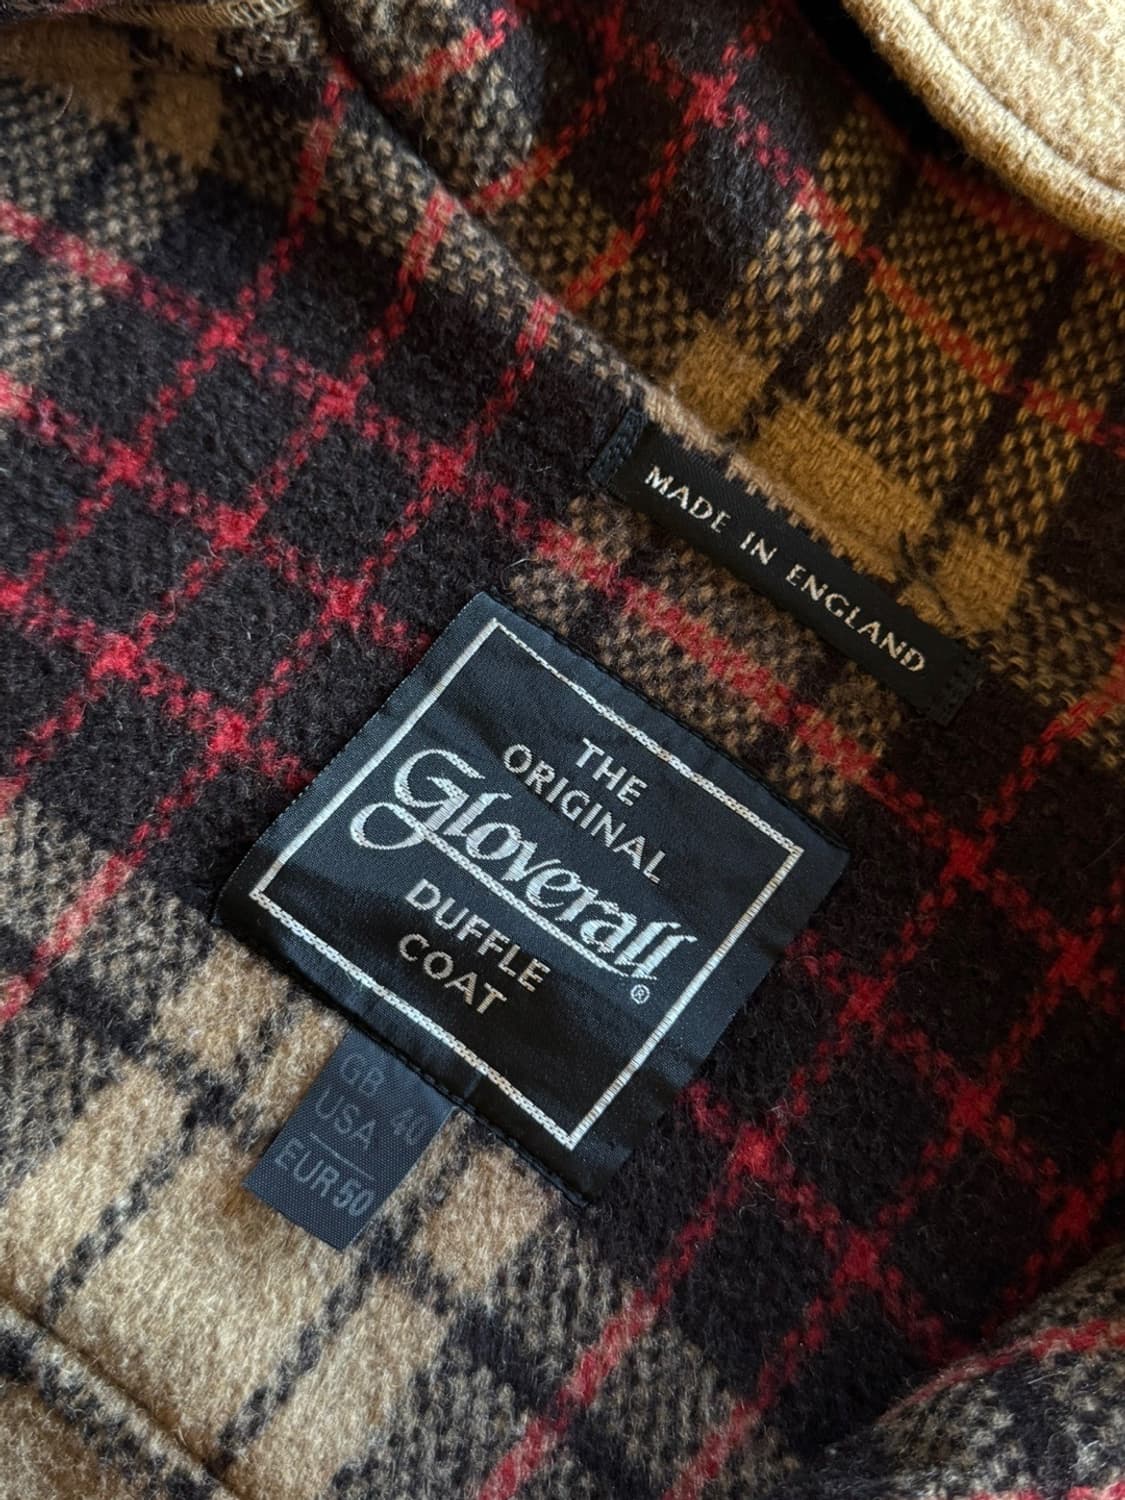 MADE IN ENGLAND
THE
ORIGINAL
Gloverall
®
DUFFLE
COAT
GB
USA 40
EUR 50